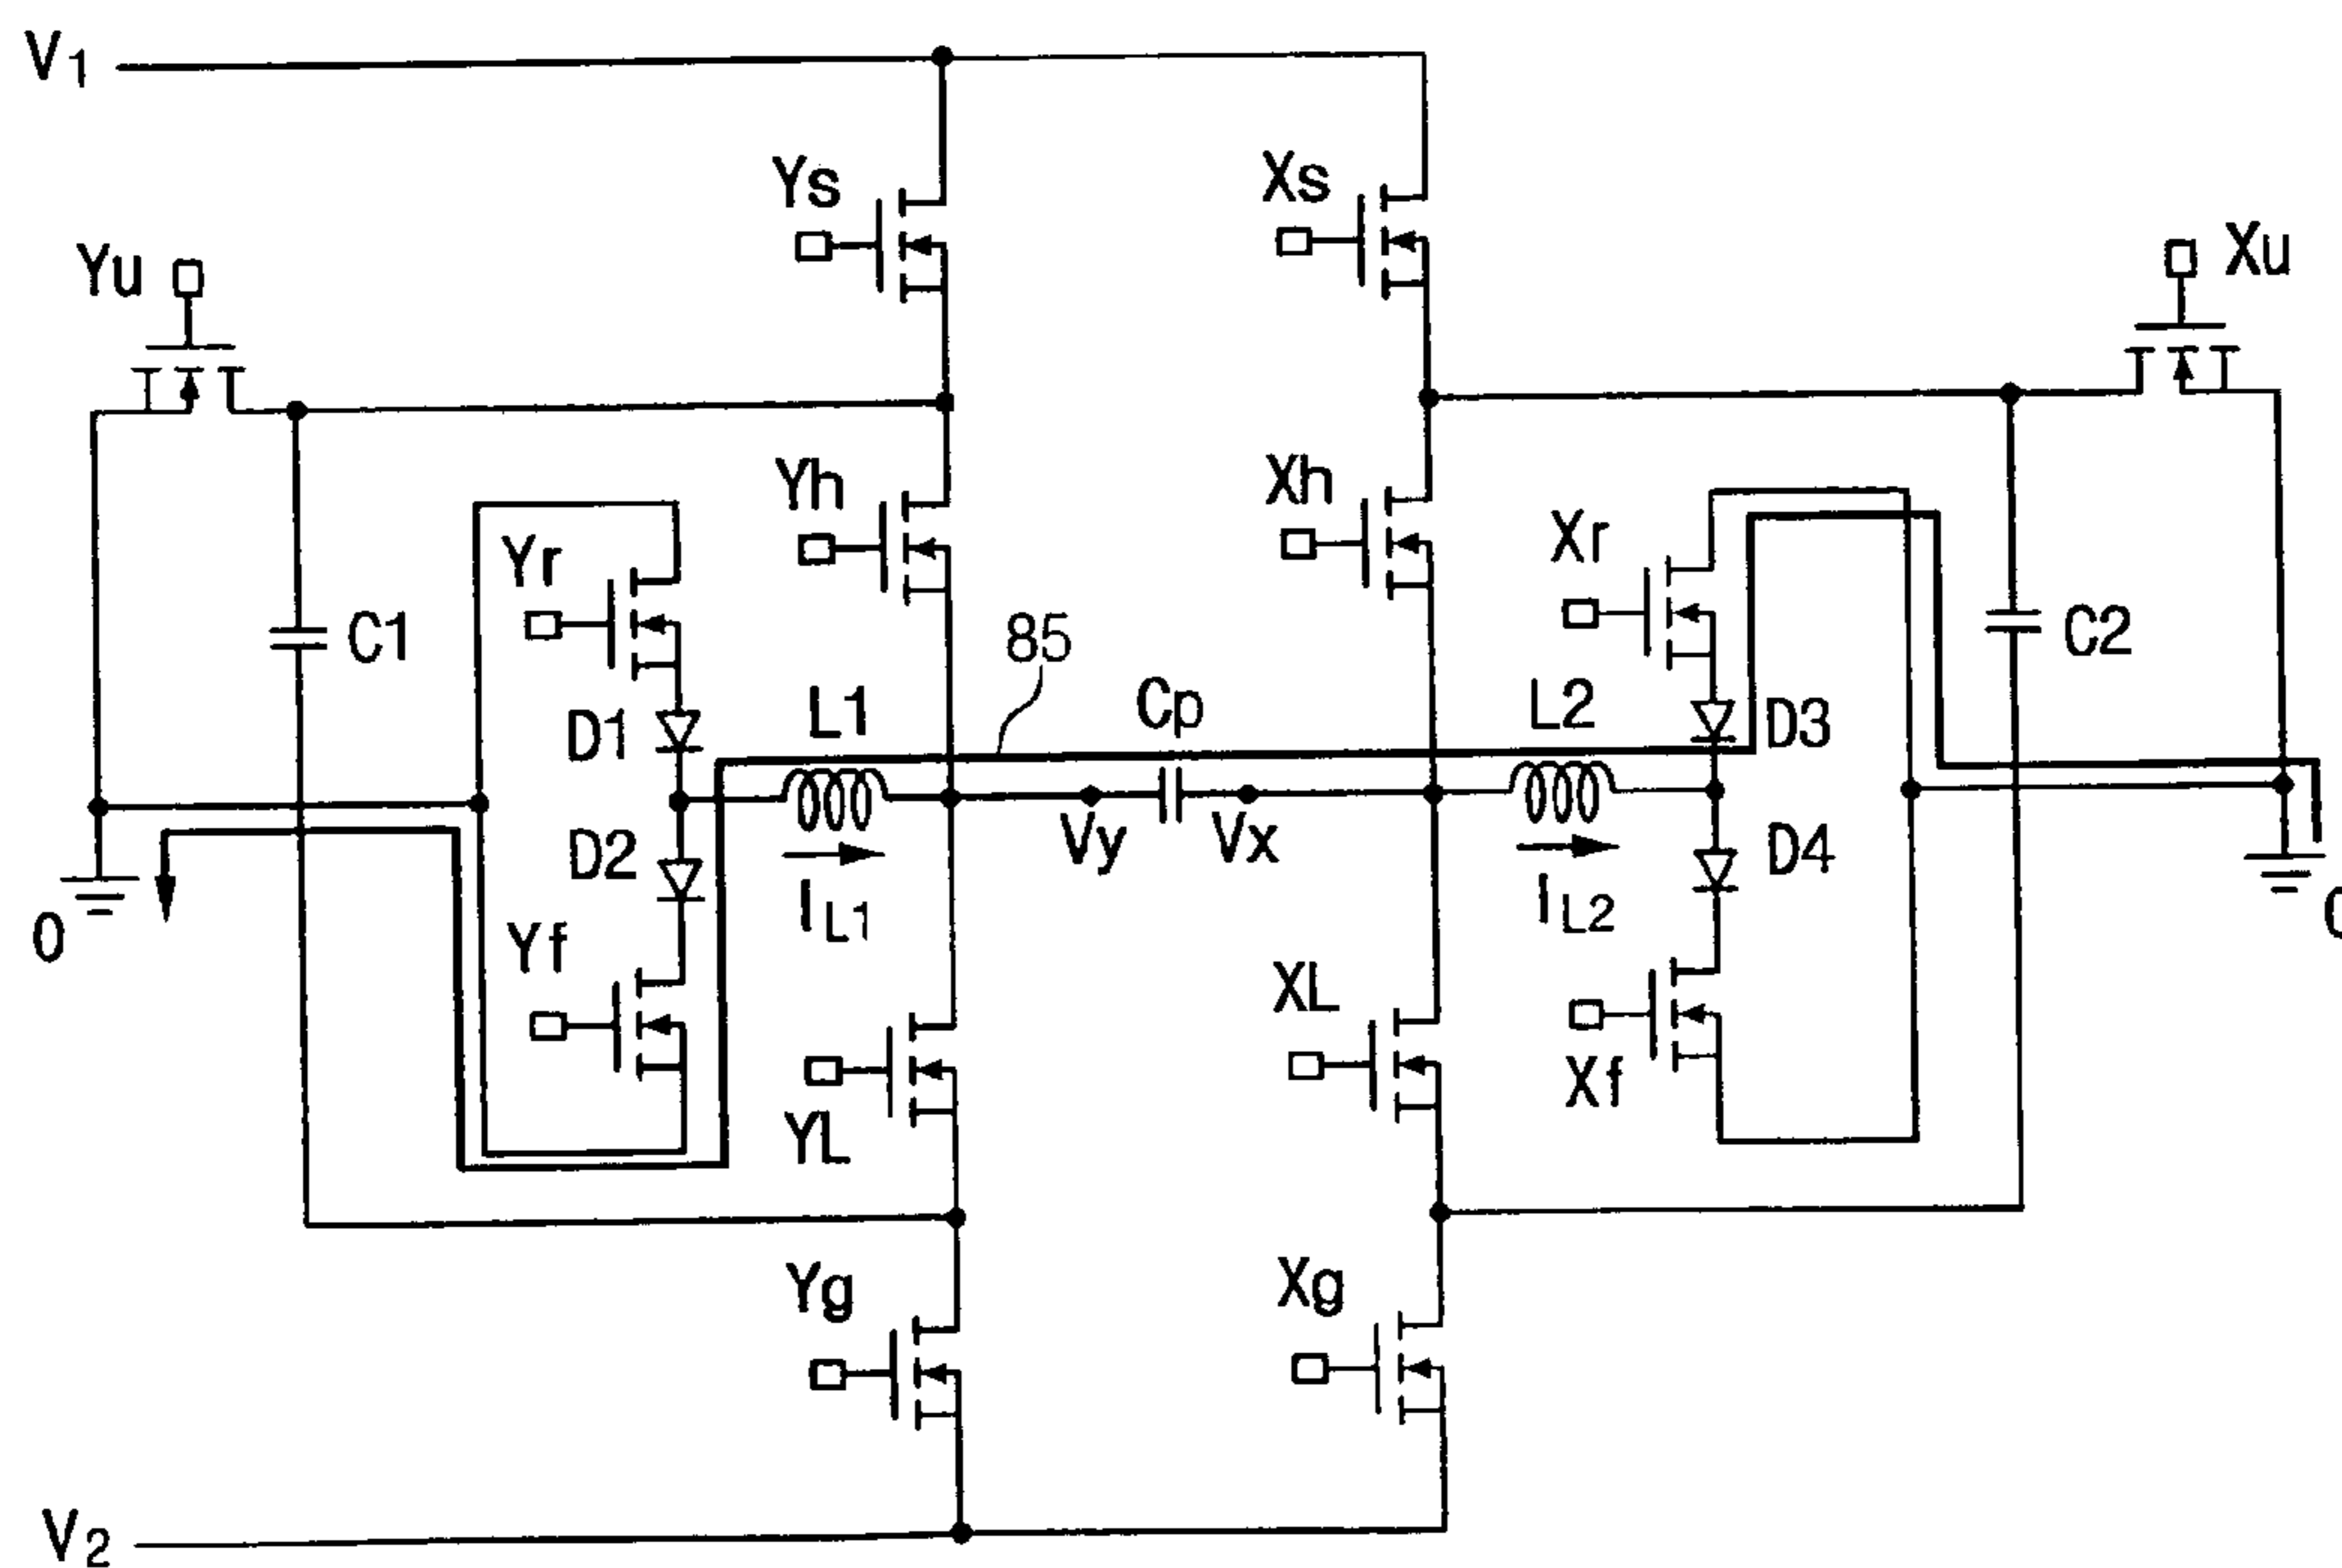 V1
Ys
Xs
Yu
Xu
Yh
Xh
Yr
Xr
C1
85
C2
L1
Cp
L2
D1
D3
Vy
Vx
D2
D4
IL1
IL2
0
Yf
XL
Xf
YL
Yg
Xg
V2